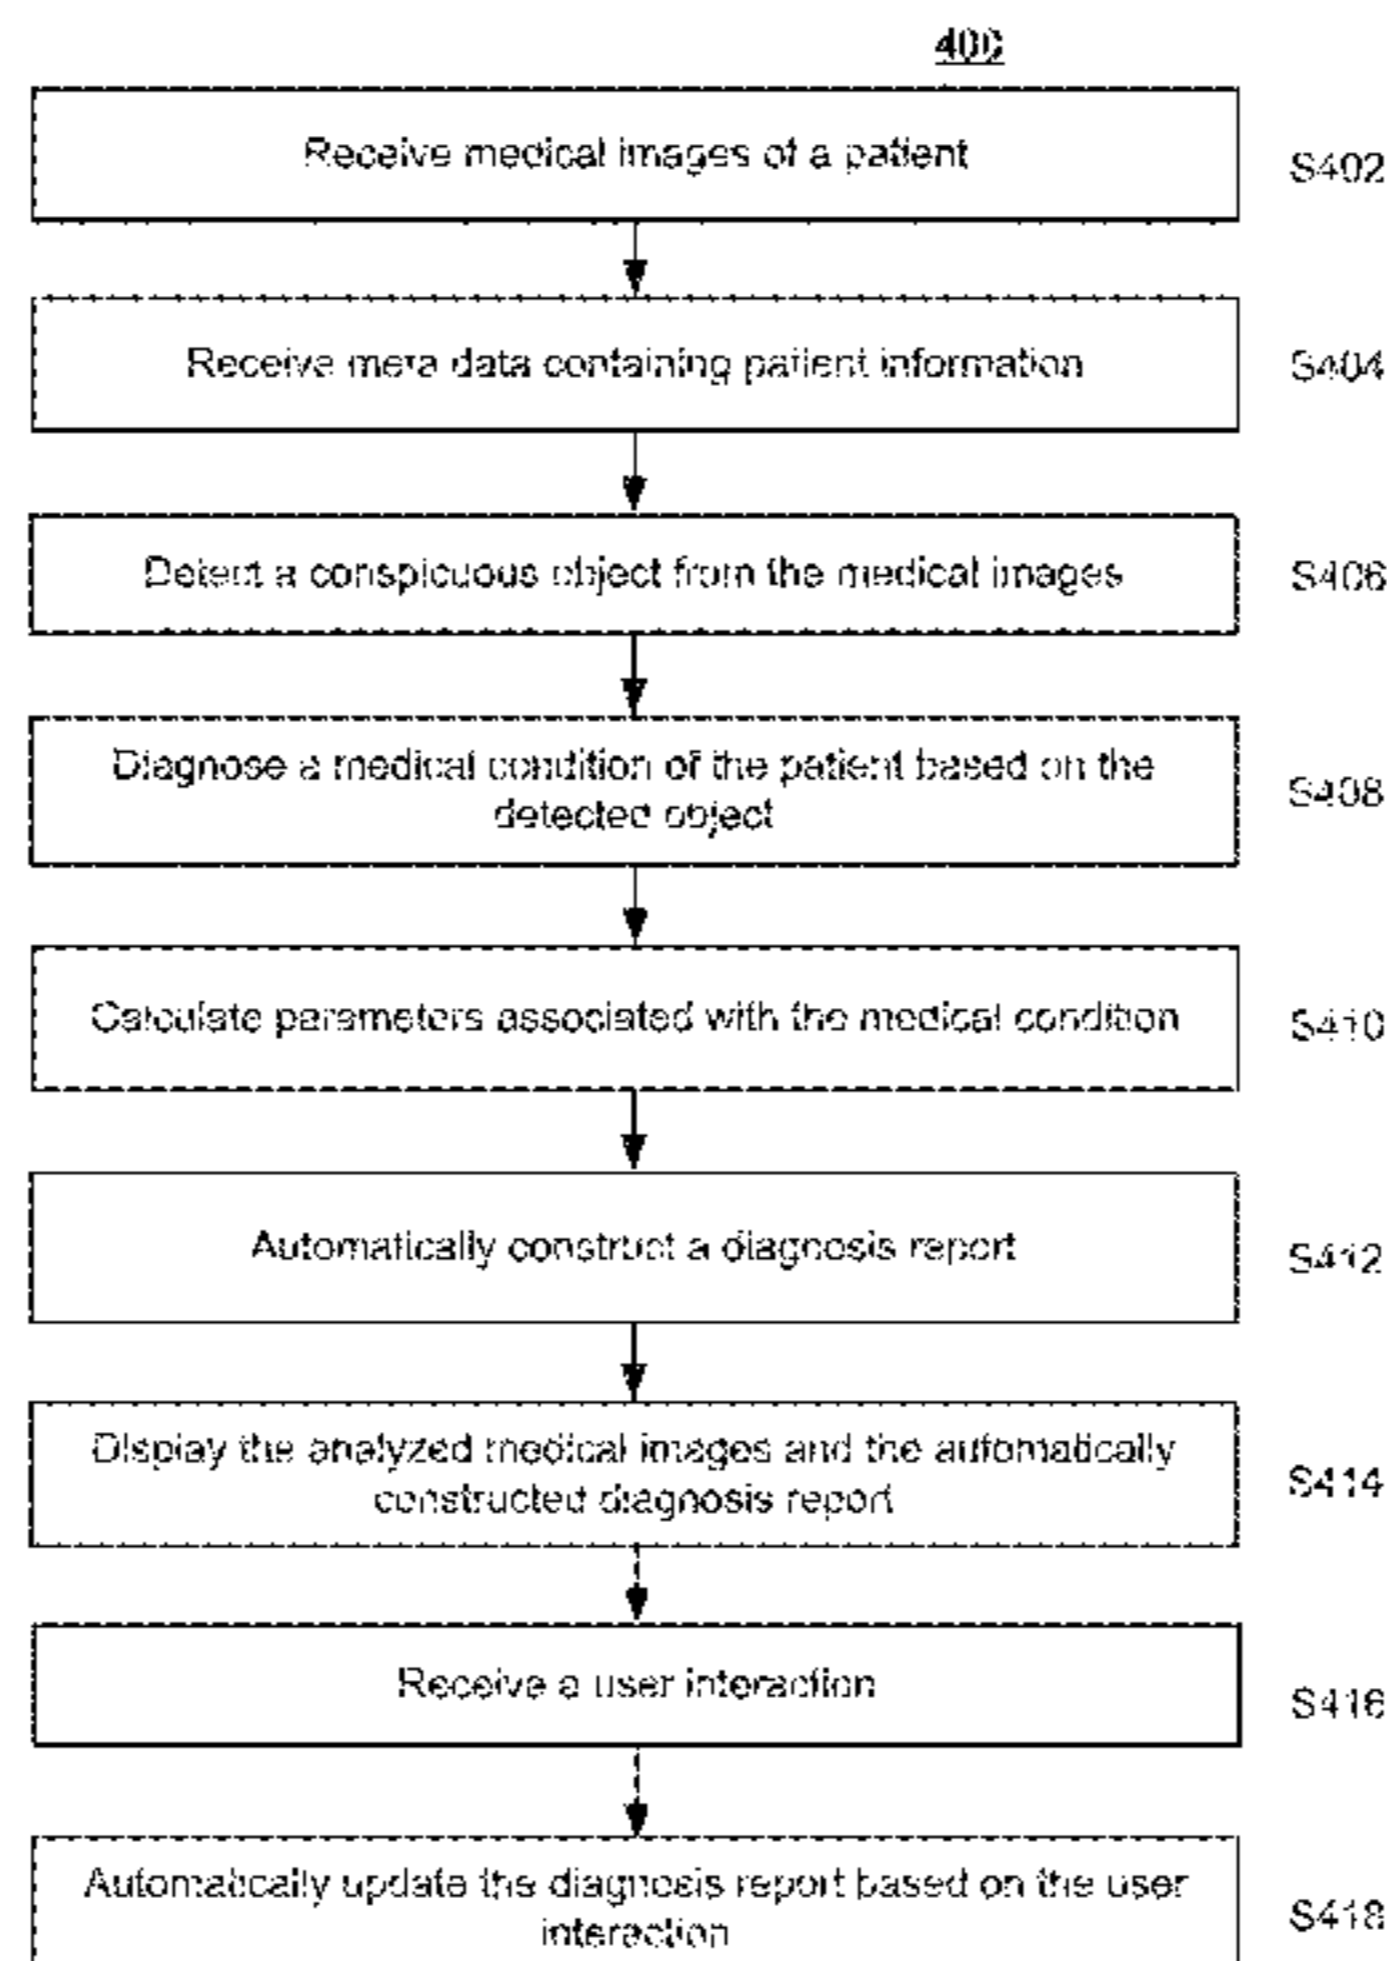 400
Receive medical images of a patient
S402
Receive meta data containing patient information
S404
Detect a conspicuous object from the medical images
S406
Diagnose a medical condition of the patient based on the
detected object
S408
Calculate parameters associated with the medical condition
S410
Automatically construct a diagnosis report
S412
Display the analyzed medical images and the automatically
constructed diagnosis report
S414
Receive a user interaction
S416
Automatically update the diagnosis report based on the user
interaction
S418